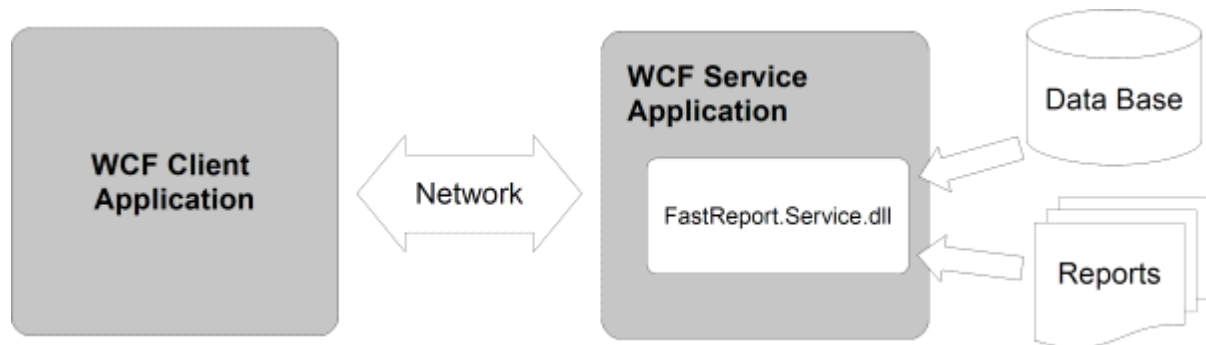 WCF Client
Application
Network
WCF Service
Application
FastReport.Service.dll
Data Base
Reports